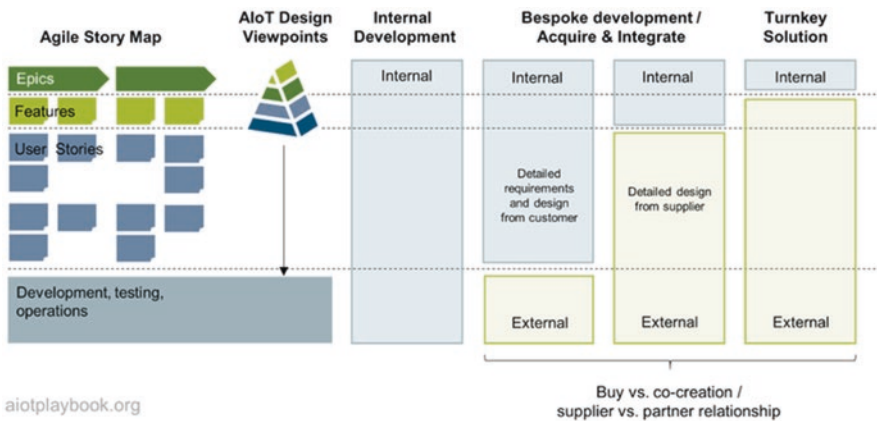 Agile Story Map
AIoT Design
Viewpoints
Internal
Development
Bespoke development /
Acquire & Integrate
Turnkey
Solution
Epics
Features
User Stories
Development, testing,
operations
Internal
Internal
Detailed
requirements
and design
from customer
External
Internal
Detailed design
from supplier
External
Internal
External
Buy vs. co-creation /
supplier vs. partner relationship
aiotplaybook.org